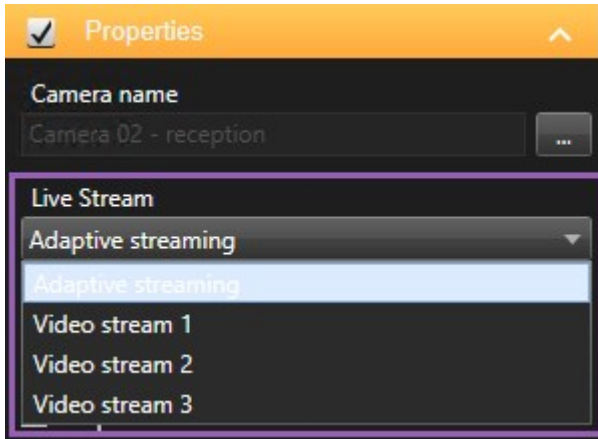 Properties
Camera name
Camera 02 - reception
...
Live Stream
Adaptive streaming
Adaptive streaming
Video stream 1
Video stream 2
Video stream 3